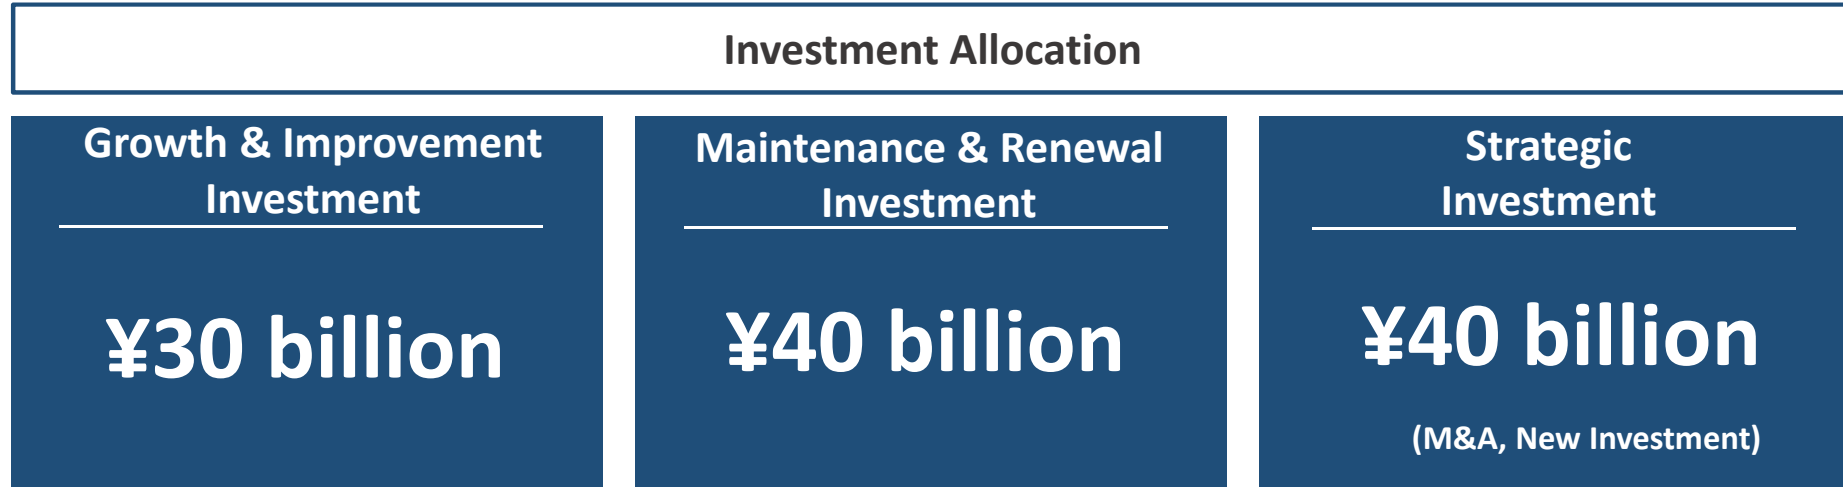 Investment Allocation
Growth & Improvement
Investment
¥30 billion
Maintenance & Renewal
Investment
¥40 billion
Strategic
Investment
¥40 billion
(M&A, New Investment)